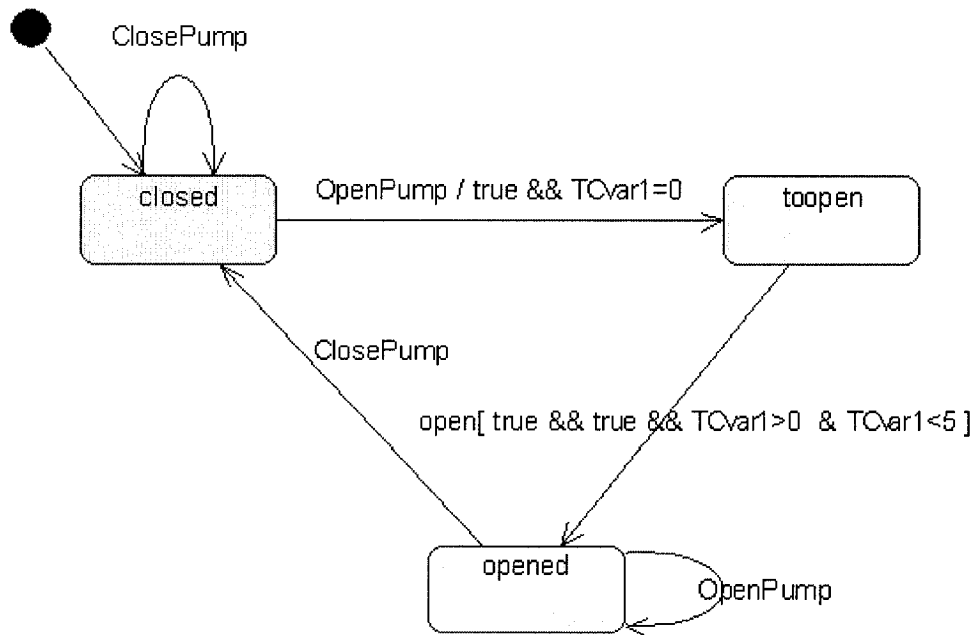 ClosePump
closed
OpenPump / true && TCvar1=0
toopen
ClosePump
open[ true && true && TCvar1>0 & TCvar1<5 ]
opened
OpenPump